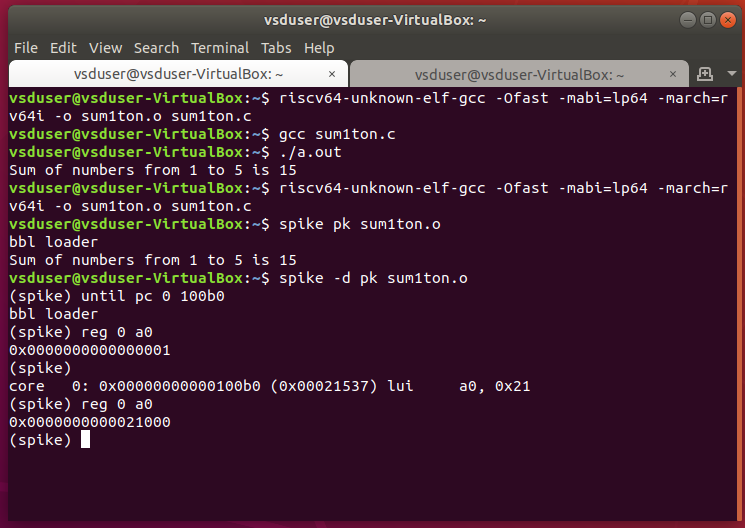 vsduser@vsduser-VirtualBox: ~
File Edit View Search Terminal Tabs Help
vsduser@vsduser-VirtualBox: ~ × vsduser@vsduser-VirtualBox: ~ ×
vsduser@vsduser-VirtualBox:~$ riscv64-unknown-elf-gcc -Ofast -mabi=lp64 -march=r
v64i -o sum1ton.o sum1ton.c
vsduser@vsduser-VirtualBox:~$ gcc sum1ton.c
vsduser@vsduser-VirtualBox:~$ ./a.out
Sum of numbers from 1 to 5 is 15
vsduser@vsduser-VirtualBox:~$ riscv64-unknown-elf-gcc -Ofast -mabi=lp64 -march=r
v64i -o sum1ton.o sum1ton.c
vsduser@vsduser-VirtualBox:~$ spike pk sum1ton.o
bbl loader
Sum of numbers from 1 to 5 is 15
vsduser@vsduser-VirtualBox:~$ spike -d pk sum1ton.o
(spike) until pc 0 100b0
bbl loader
(spike) reg 0 a0
0x0000000000000001
(spike)
core   0: 0x00000000000100b0 (0x00021537) lui     a0, 0x21
(spike) reg 0 a0
0x0000000000021000
(spike)